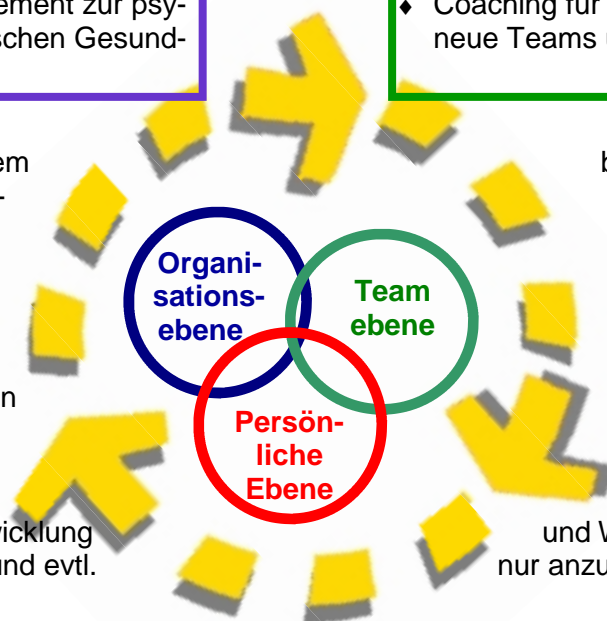 ement zur psy-
schen Gesund-
♦ Coaching für
neue Teams
em
-
b
Organi-
sations-
ebene
Team
ebene
n
Persön-
liche
Ebene
wicklung
und evtl.
und W
nur anzu